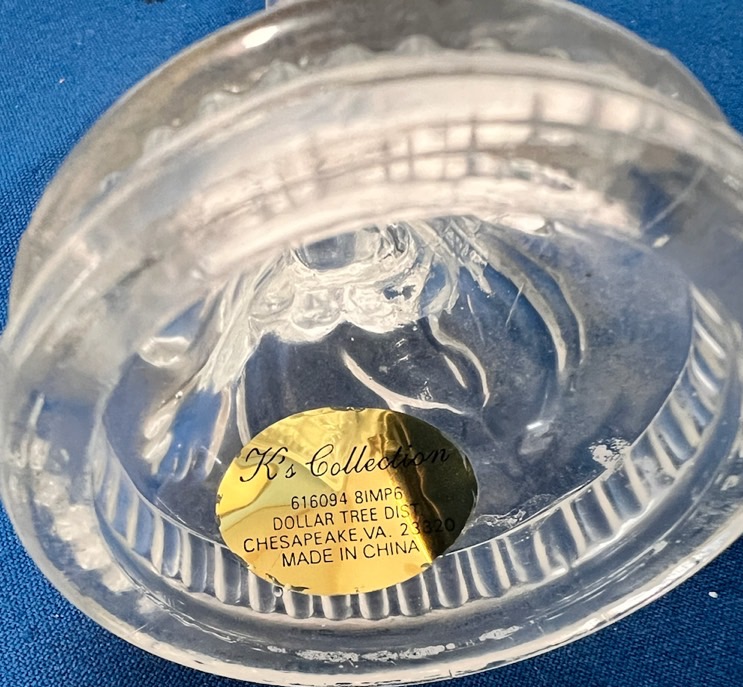 K's Collection
616094 8IMP6
DOLLAR TREE DIST.
CHESAPEAKE, VA. 23320
MADE IN CHINA